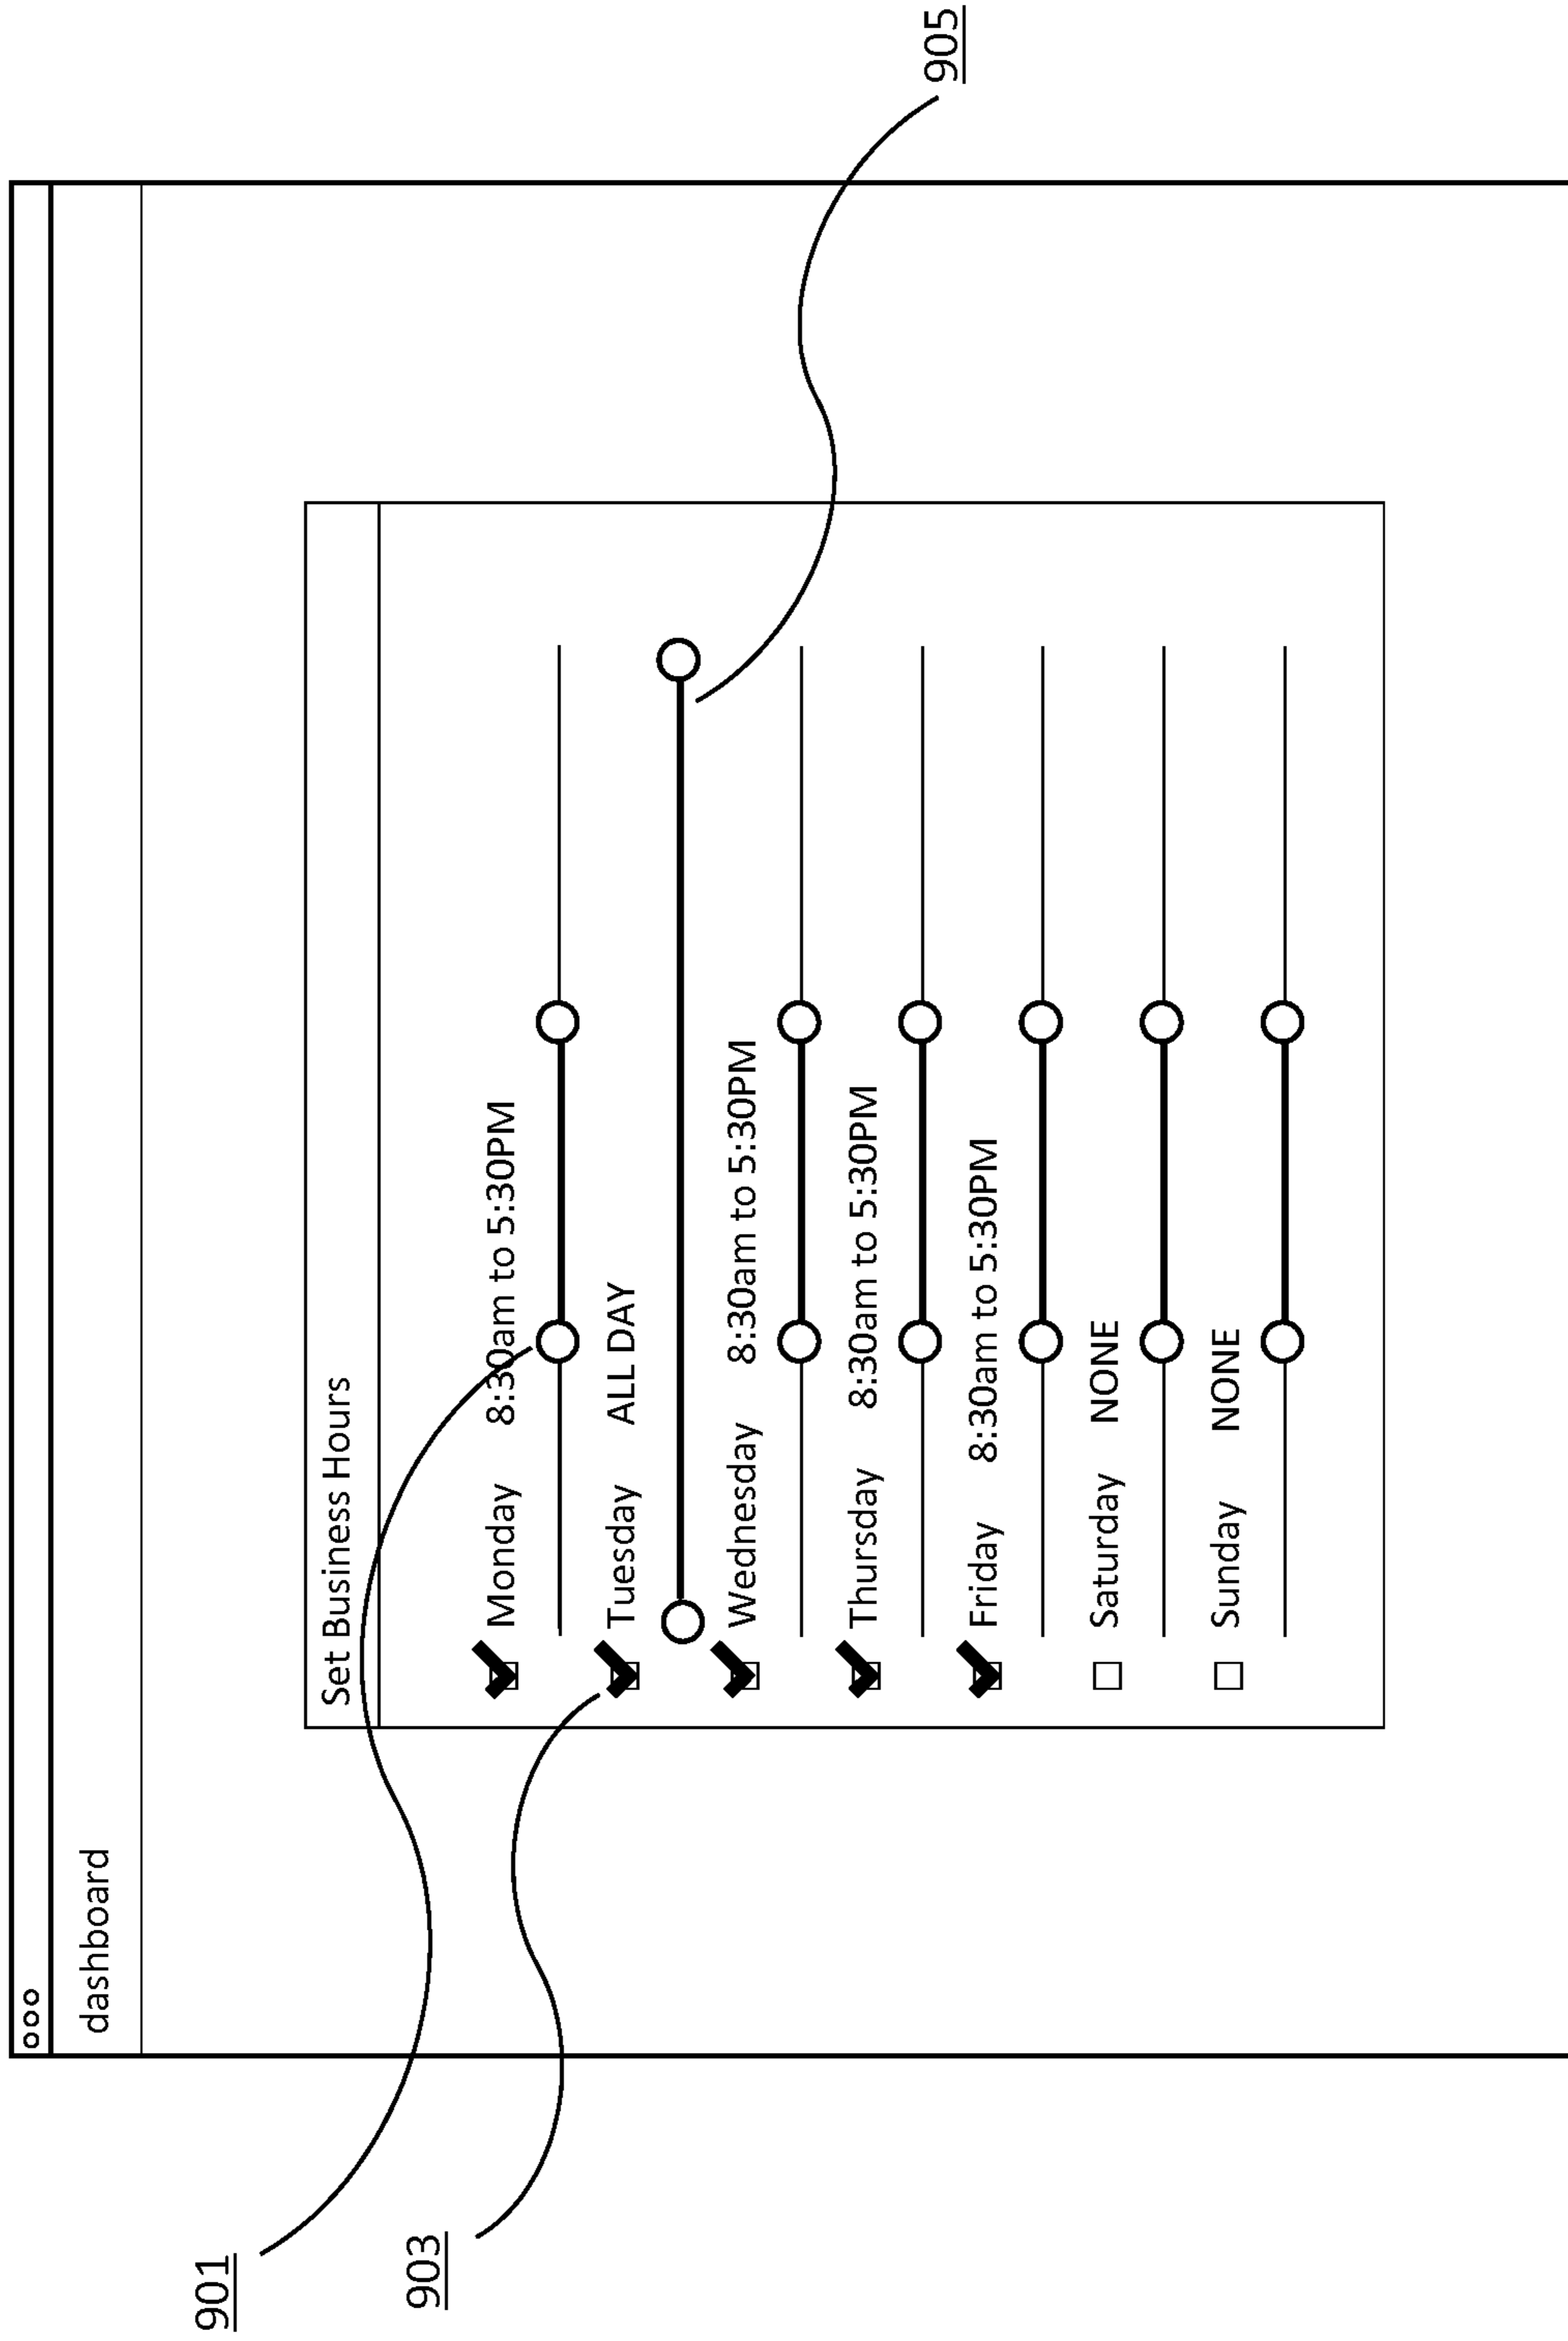 dashboard
Set Business Hours
Monday 8:30am to 5:30PM
Tuesday ALL DAY
Wednesday 8:30am to 5:30PM
Thursday 8:30am to 5:30PM
Friday 8:30am to 5:30PM
Saturday NONE
Sunday NONE
901
903
905